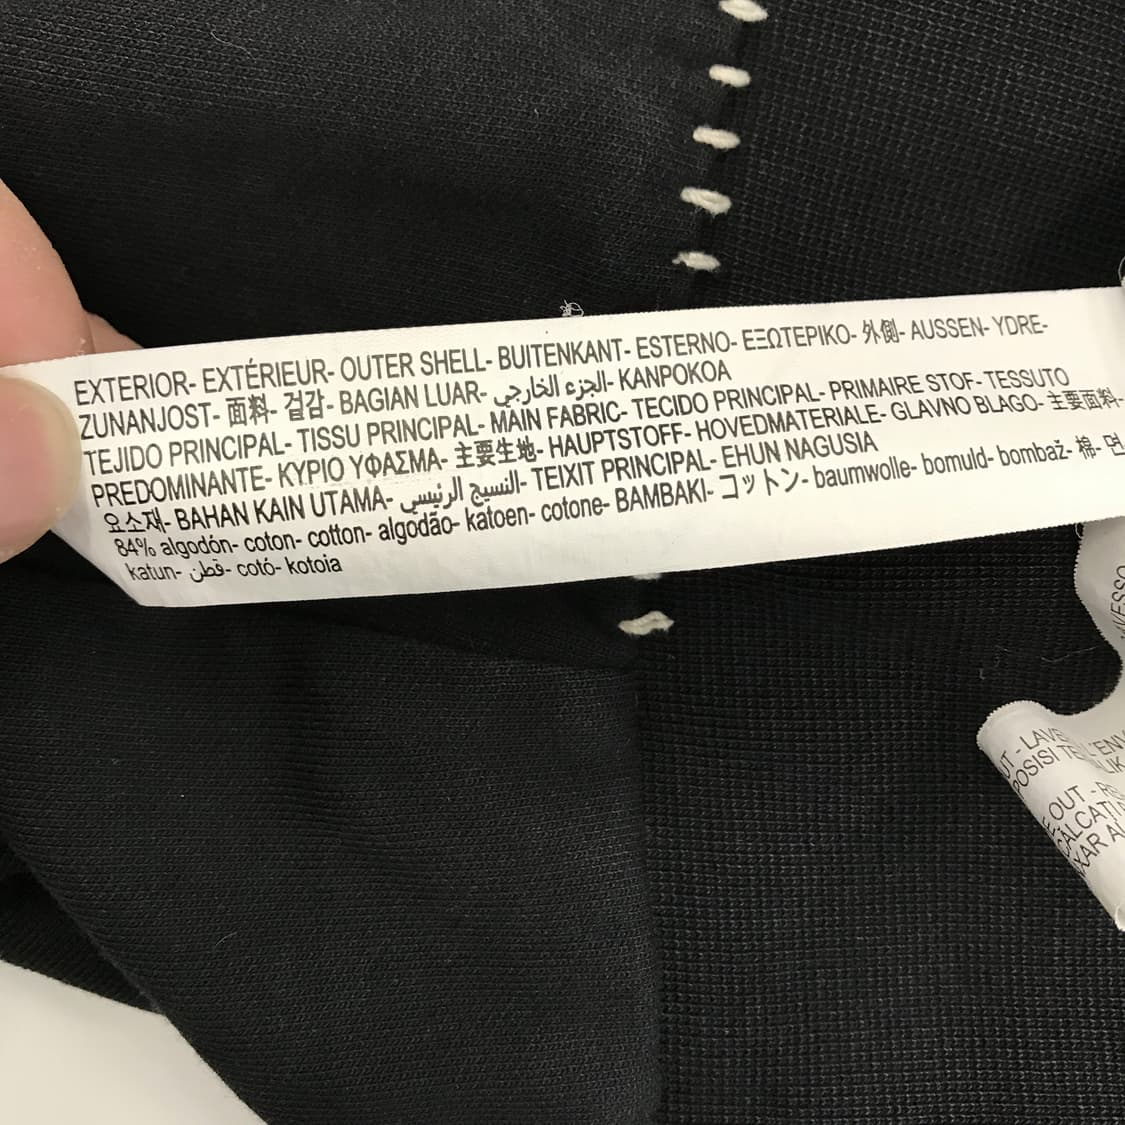 EXTERIOR- EXTÉRIEUR- OUTER SHELL- BUITENKANT- ESTERNO- ΕΞΩΤΕΡΙΚΟ- 外側- AUSSEN- YDRE-
ZUNANJOST- 面料- 겉감- BAGIAN LUAR- الجزء الخارجي- KANPOKOA
TEJIDO PRINCIPAL- TISSU PRINCIPAL- MAIN FABRIC- TECIDO PRINCIPAL- PRIMAIRE STOF- TESSUTO
PREDOMINANTE- ΚΥΡΙΟ ΥΦΑΣΜΑ- 主要生地- HAUPTSTOFF- HOVEDMATERIALE- GLAVNO BLAGO- 主要面料-
요소재- BAHAN KAIN UTAMA- النسيج الرئيسي- TEIXIT PRINCIPAL- EHUN NAGUSIA
84% algodón- coton- cotton- algodão- katoen- cotone- BAMBAKI- コットン- baumwolle- bomuld- bombaž- 棉- 면
katun- قطن- cotó- kotoia
OUT -